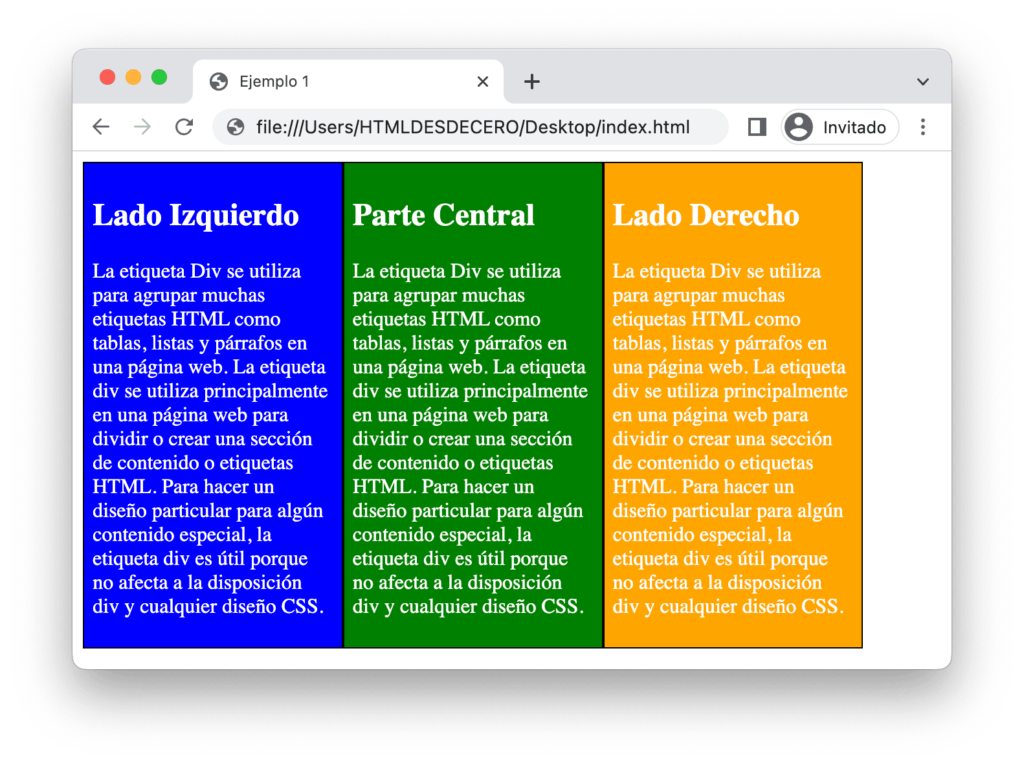 Ejemplo 1
file:///Users/HTMLDESDECERO/Desktop/index.html
Invitado
Lado Izquierdo
La etiqueta Div se utiliza
para agrupar muchas
etiquetas HTML como
tablas, listas y párrafos en
una página web. La etiqueta
div se utiliza principalmente
en una página web para
dividir o crear una sección
de contenido o etiquetas
HTML. Para hacer un
diseño particular para algún
contenido especial, la
etiqueta div es útil porque
no afecta a la disposición
div y cualquier diseño CSS.
Parte Central
La etiqueta Div se utiliza
para agrupar muchas
etiquetas HTML como
tablas, listas y párrafos en
una página web. La etiqueta
div se utiliza principalmente
en una página web para
dividir o crear una sección
de contenido o etiquetas
HTML. Para hacer un
diseño particular para algún
contenido especial, la
etiqueta div es útil porque
no afecta a la disposición
div y cualquier diseño CSS.
Lado Derecho
La etiqueta Div se utiliza
para agrupar muchas
etiquetas HTML como
tablas, listas y párrafos en
una página web. La etiqueta
div se utiliza principalmente
en una página web para
dividir o crear una sección
de contenido o etiquetas
HTML. Para hacer un
diseño particular para algún
contenido especial, la
etiqueta div es útil porque
no afecta a la disposición
div y cualquier diseño CSS.